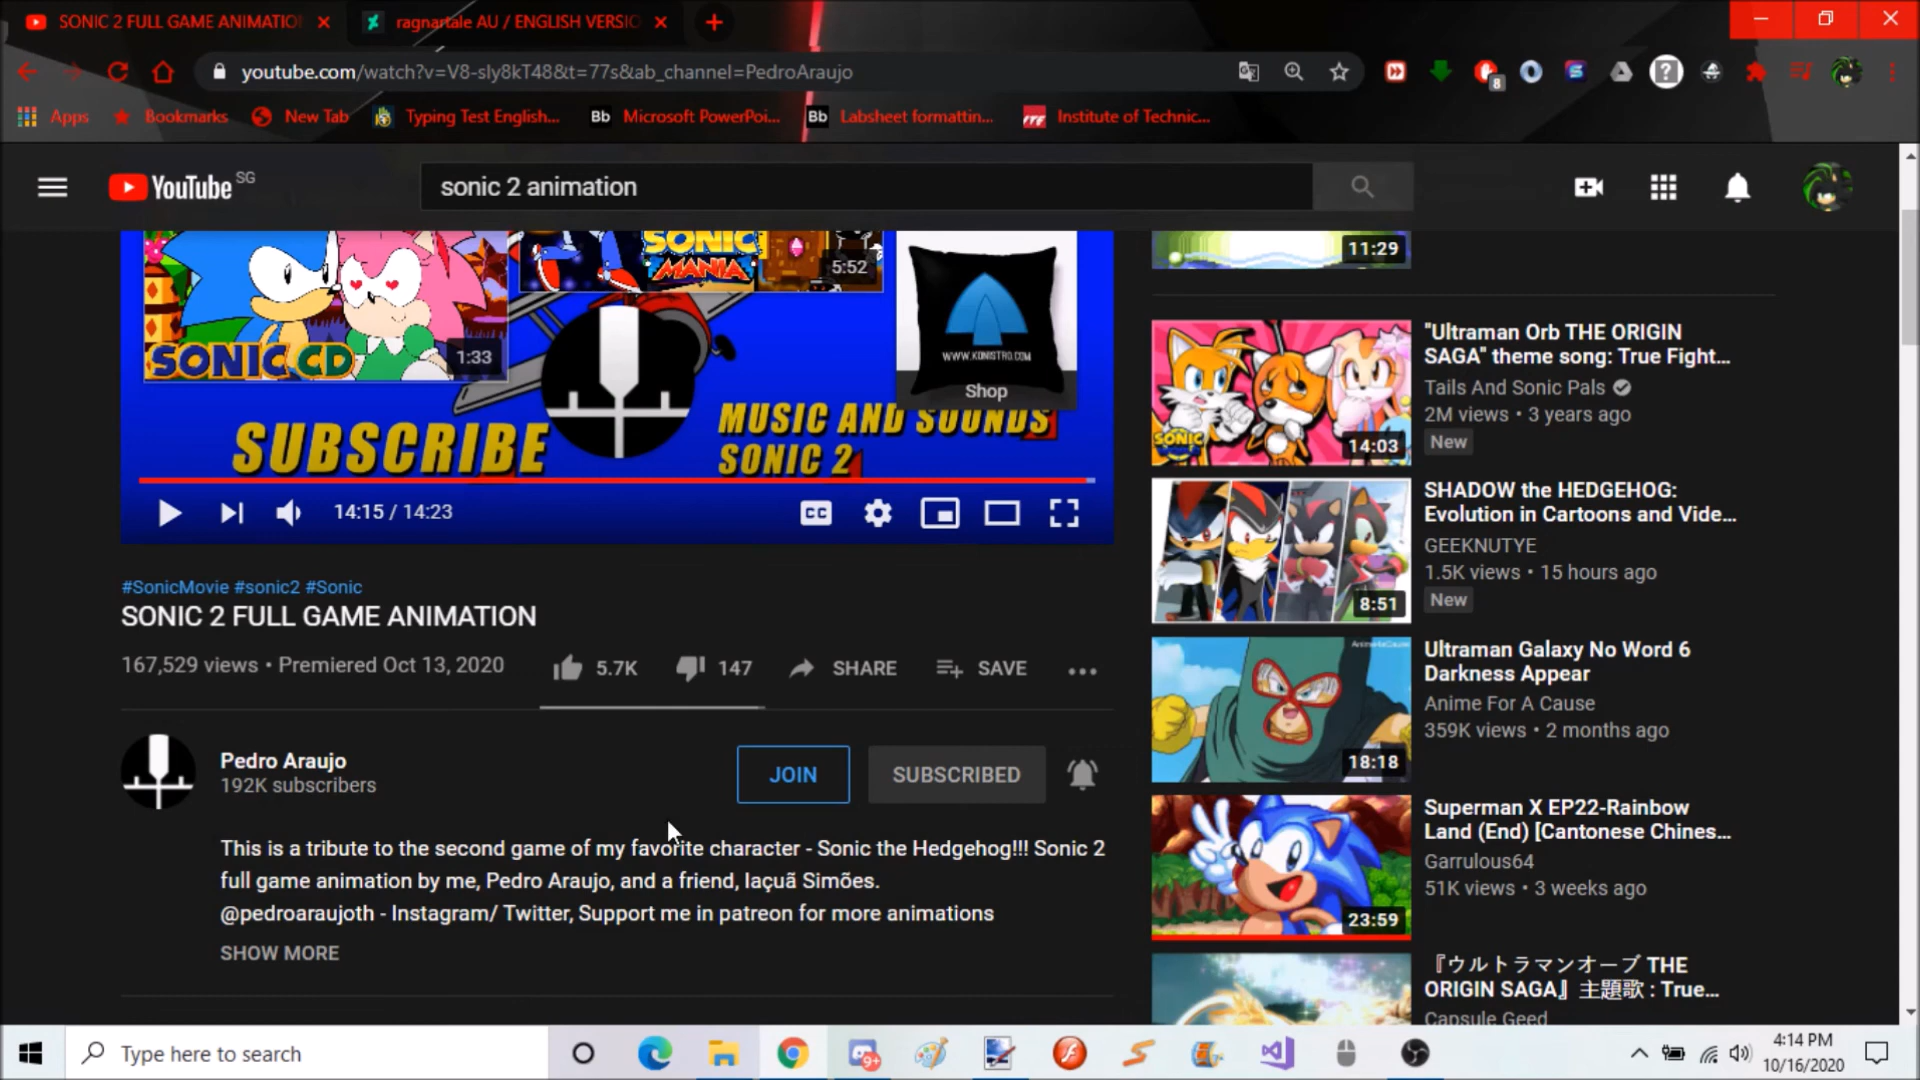 SONIC 2 FULL GAME ANIMATION
ragnartale AU / ENGLISH VERSIO
youtube.com/watch?v=V8-sIy8kT48&t=77s&ab_channel=PedroAraujo
8
Apps
Bookmarks
New Tab
Typing Test English...
Bb
Microsoft PowerPoi...
Bb
Labsheet formattin...
Institute of Technic...
YouTube SG
sonic 2 animation
SONIC
MANIA
5:52
SONIC CD
1:33
WWW.KONISTRO.COM
Shop
SUBSCRIBE
MUSIC AND SOUNDS
SONIC 2
14:15 / 14:23
CC
#SonicMovie #sonic2 #Sonic
SONIC 2 FULL GAME ANIMATION
167,529 views • Premiered Oct 13, 2020
5.7K
147
SHARE
SAVE
Pedro Araujo
192K subscribers
JOIN
SUBSCRIBED
This is a tribute to the second game of my favorite character - Sonic the Hedgehog!!! Sonic 2
full game animation by me, Pedro Araujo, and a friend, Iaçuã Simões.
@pedroaraujoth - Instagram/ Twitter, Support me in patreon for more animations
SHOW MORE
11:29
"Ultraman Orb THE ORIGIN
SAGA" theme song: True Fight...
Tails And Sonic Pals
2M views • 3 years ago
New
SONIC
14:03
SHADOW the HEDGEHOG:
Evolution in Cartoons and Vide...
GEEKNUTYE
1.5K views • 15 hours ago
New
8:51
Ultraman Galaxy No Word 6
Darkness Appear
Anime For A Cause
359K views • 2 months ago
18:18
Superman X EP22-Rainbow
Land (End) [Cantonese Chines...
Garrulous64
51K views • 3 weeks ago
23:59
『ウルトラマンオーブ THE
ORIGIN SAGA』主題歌 : True...
Capsule Geed
Type here to search
9+
4:14 PM
10/16/2020